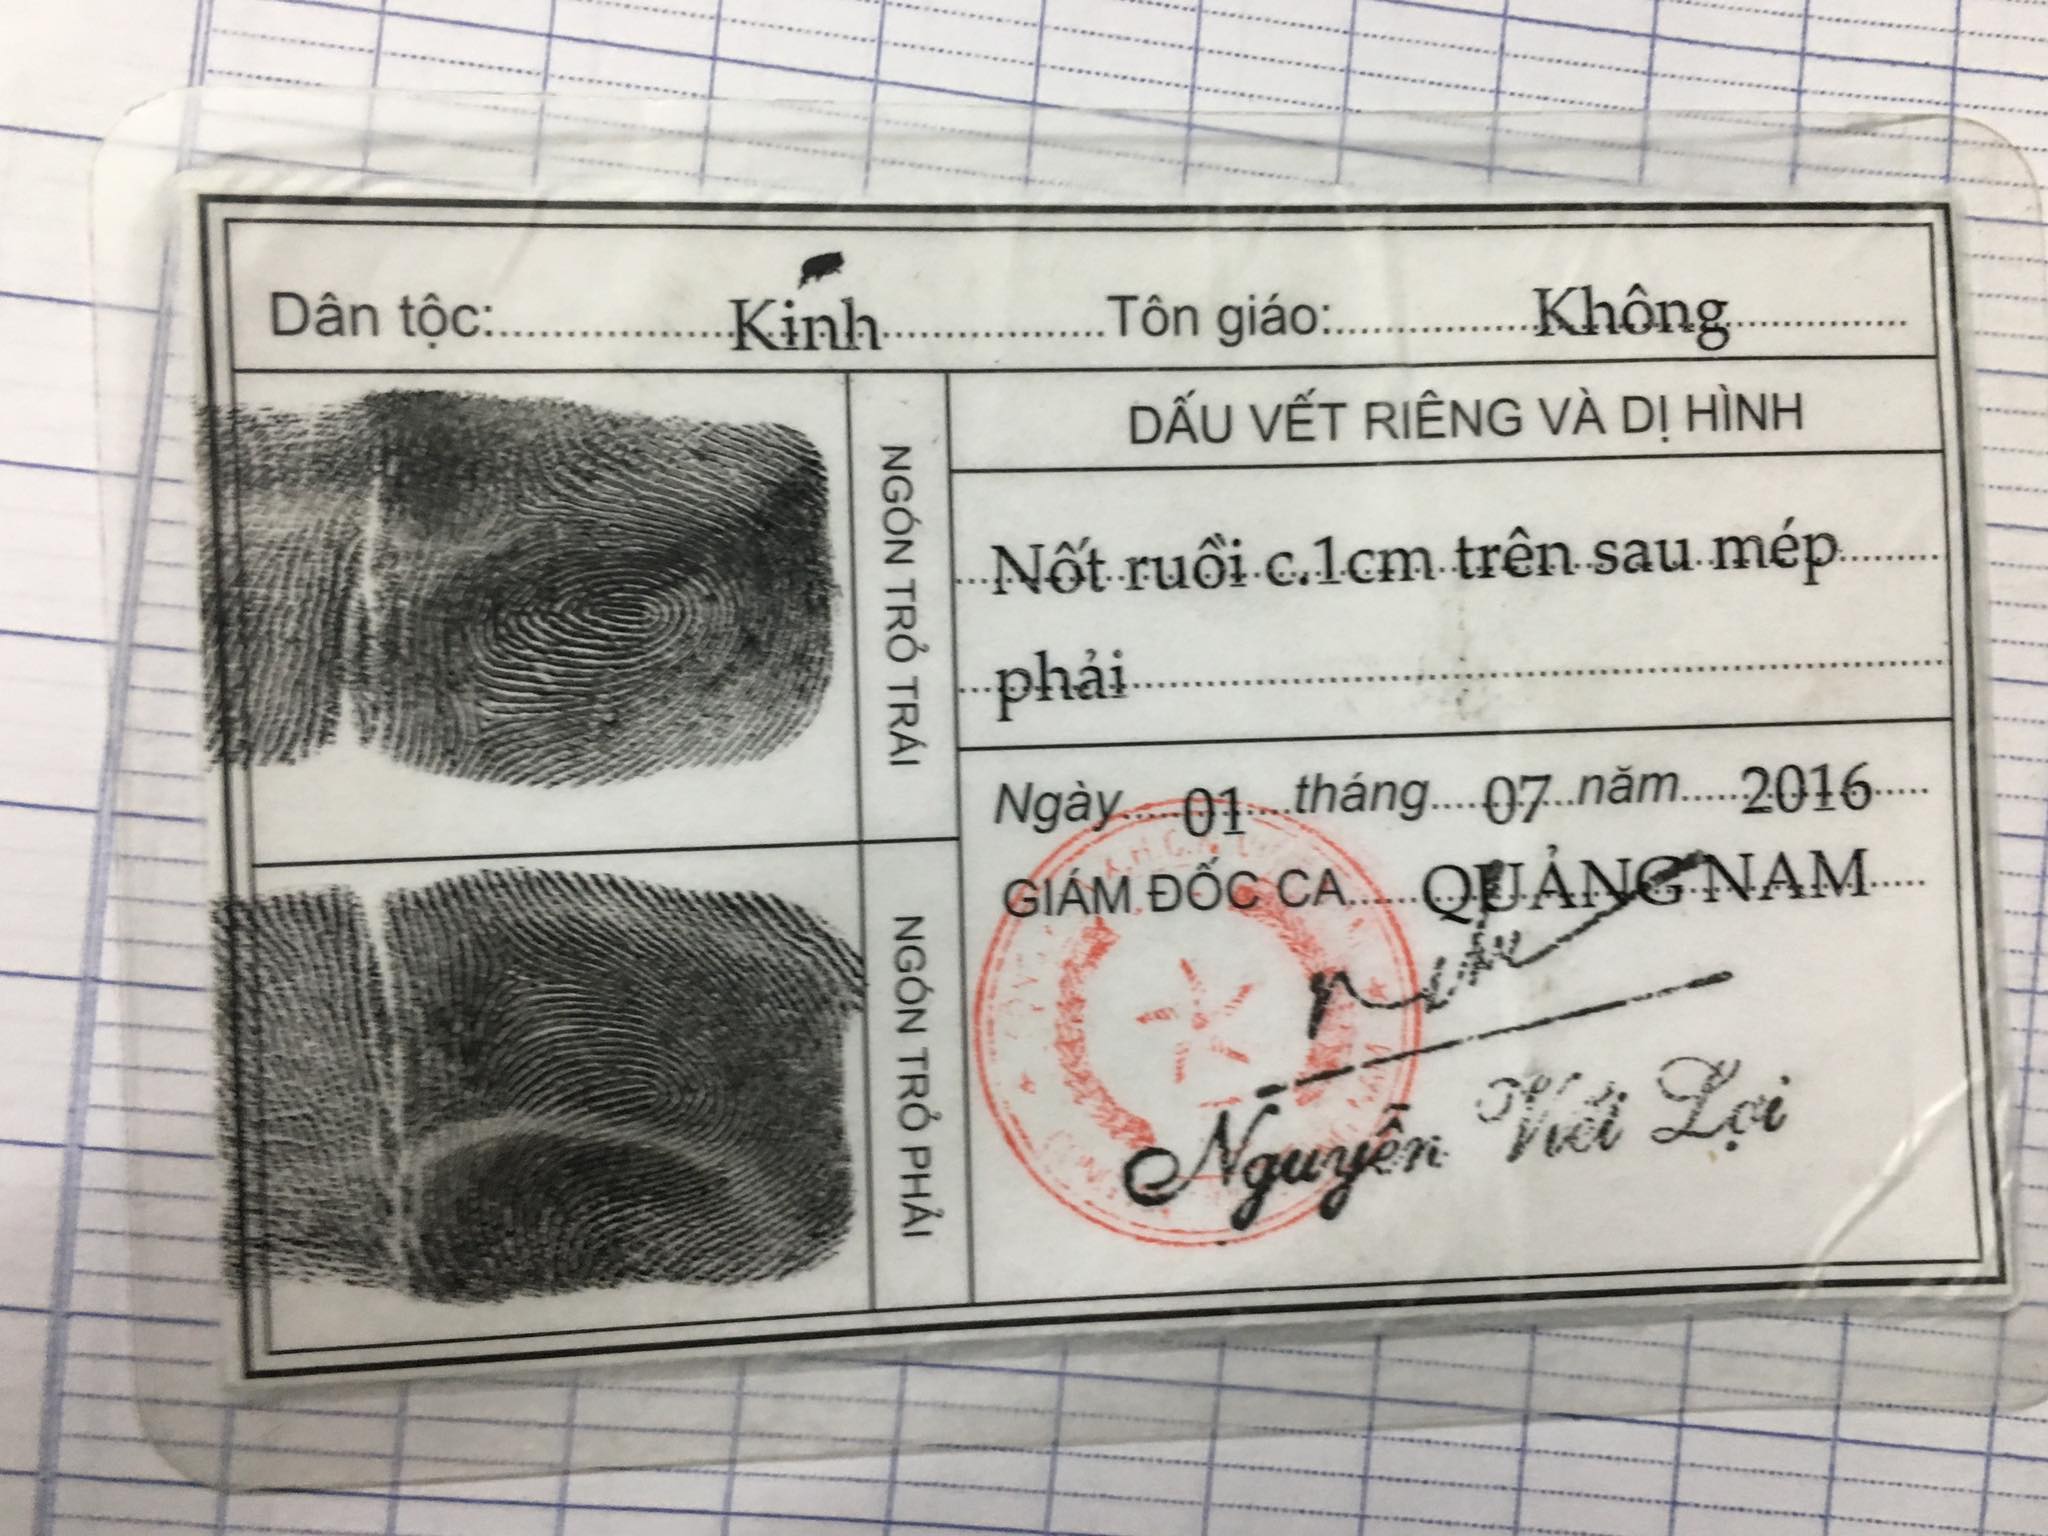 Dân tộc: Kinh Tôn giáo: Không
NGÓN TRỎ TRÁI
DẤU VẾT RIÊNG VÀ DỊ HÌNH
Nốt ruồi c.1cm trên sau mép
phải
Ngày 01 tháng 07 năm 2016
GIÁM ĐỐC CA QUẢNG NAM
NGÓN TRỎ PHẢI
Nguyễn Viết Lợi